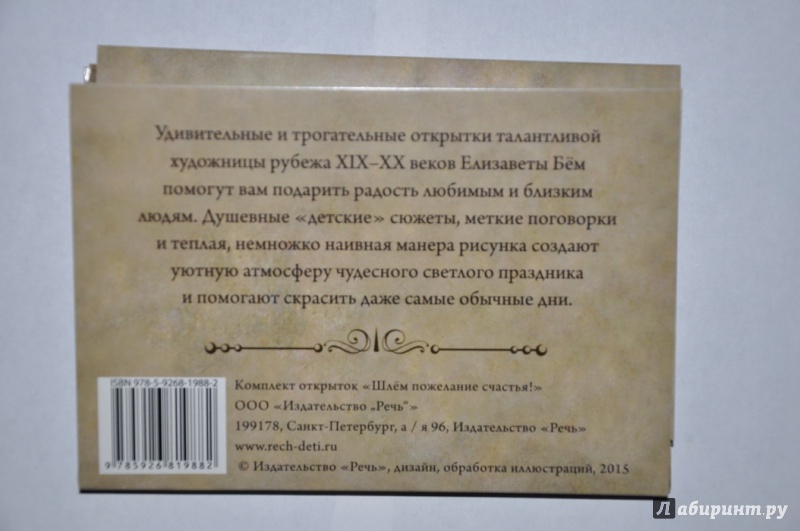 Удивительные и трогательные открытки талантливой
художницы рубежа XIX–XX веков Елизаветы Бём
помогут вам подарить радость любимым и близким
людям. Душевные «детские» сюжеты, меткие поговорки
и теплая, немножко наивная манера рисунка создают
уютную атмосферу чудесного светлого праздника
и помогают скрасить даже самые обычные дни.
ISBN 978-5-9268-1988-2
9 785926 819882
Комплект открыток «Шлём пожелание счастья!»
ООО «Издательство „Речь“»
199178, Санкт-Петербург, а / я 96, Издательство «Речь»
www.rech-deti.ru
© Издательство «Речь», дизайн, обработка иллюстраций, 2015
Лабиринт.ру